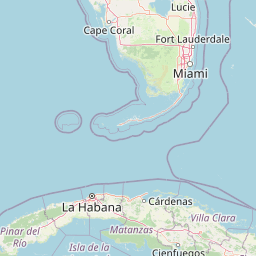 Lucie
Cape Coral
Fort Lauderdale
Miami
La Habana
Cárdenas
Pinar del
Río
Matanzas
Villa Clara
Isla de la
Cienfuegos